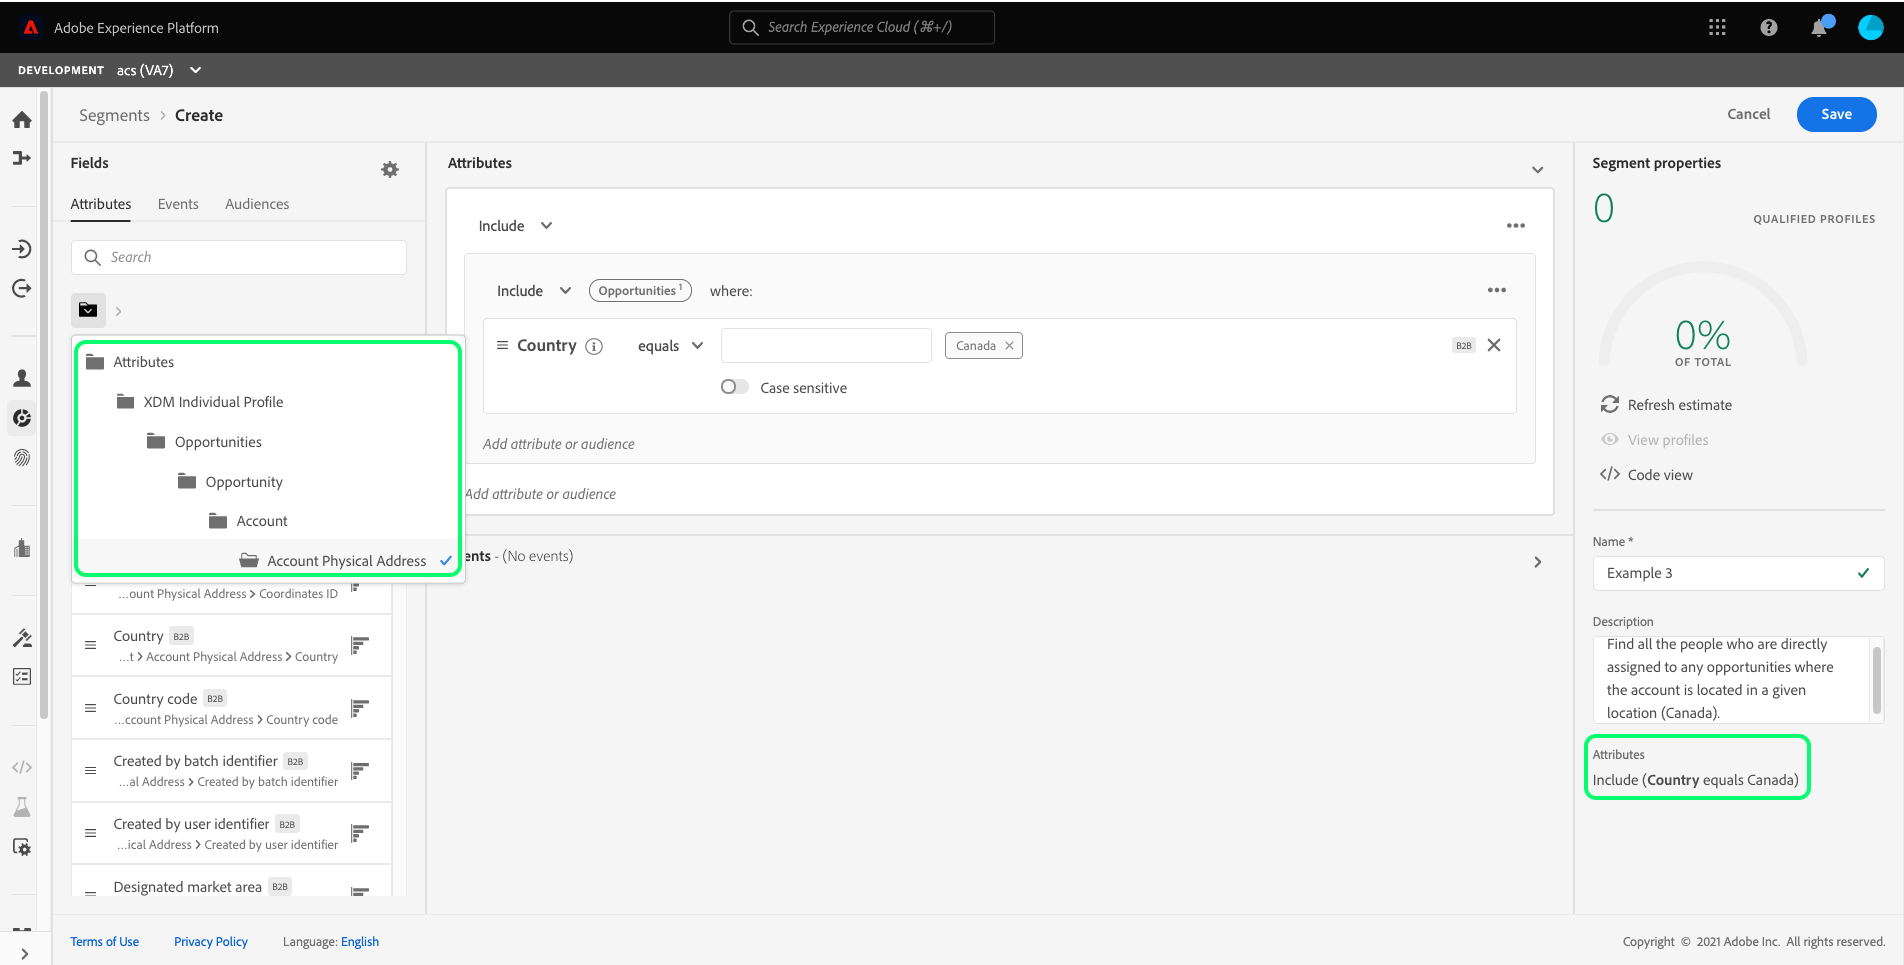 Adobe Experience Platform
Search Experience Cloud (⌘+/)
DEVELOPMENT acs (VA7)
Segments > Create
Cancel
Save
Fields
Attributes
Events
Audiences
Search
Attributes
XDM Individual Profile
Opportunities
Opportunity
Account
Account Physical Address
...ount Physical Address > Coordinates ID
Country B2B
...t > Account Physical Address > Country
Country code B2B
...ccount Physical Address > Country code
Created by batch identifier B2B
...al Address > Created by batch identifier
Created by user identifier B2B
...ical Address > Created by user identifier
Designated market area B2B
Attributes
Include
Include Opportunities 1 where:
Country equals Canada B2B
Case sensitive
Add attribute or audience
Add attribute or audience
ents - (No events)
Segment properties
0
QUALIFIED PROFILES
0%
OF TOTAL
Refresh estimate
View profiles
</> Code view
Name *
Example 3
Description
Find all the people who are directly
assigned to any opportunities where
the account is located in a given
location (Canada).
Attributes
Include (Country equals Canada)
Terms of Use
Privacy Policy
Language: English
Copyright © 2021 Adobe Inc. All rights reserved.